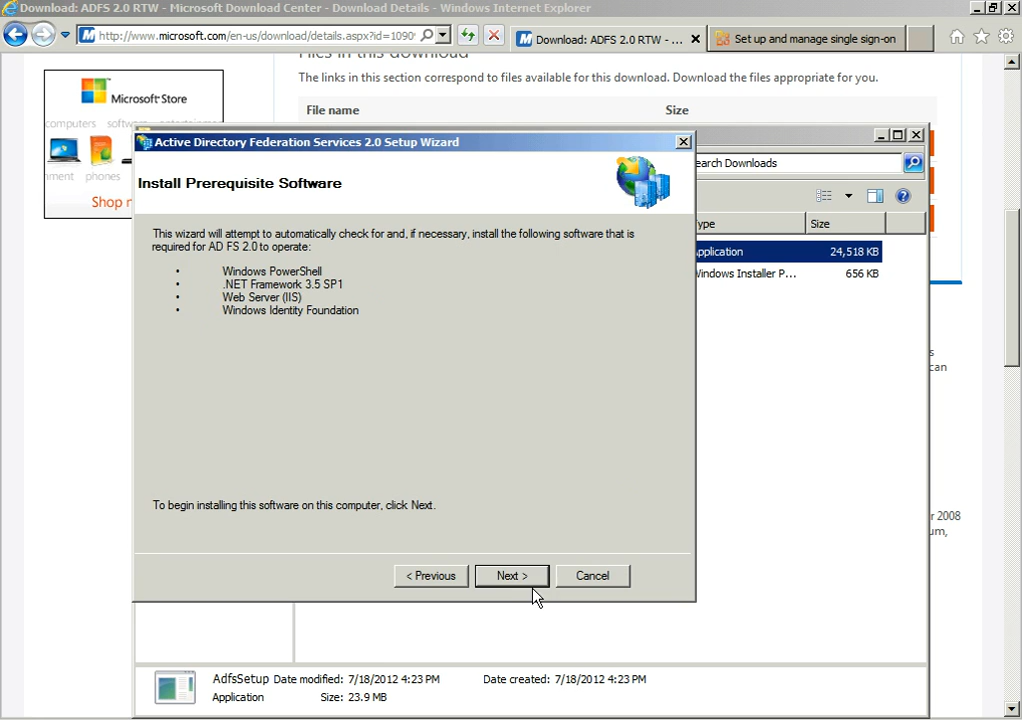 Download: ADFS 2.0 RTW - Microsoft Download Center - Download Details - Windows Internet Explorer
http://www.microsoft.com/en-us/download/details.aspx?id=1090
Download: ADFS 2.0 RTW - ...
Set up and manage single sign-on
Files in this download
The links in this section correspond to files available for this download. Download the files appropriate for you.
File name
Size
Microsoft Store
computers
ment phones
Shop
Active Directory Federation Services 2.0 Setup Wizard
Install Prerequisite Software
This wizard will attempt to automatically check for and, if necessary, install the following software that is
required for AD FS 2.0 to operate:
• Windows PowerShell
• .NET Framework 3.5 SP1
• Web Server (IIS)
• Windows Identity Foundation
To begin installing this software on this computer, click Next.
< Previous
Next >
Cancel
earch Downloads
ype
Size
pplication
24,518 KB
indows Installer P...
656 KB
s
can
r 2008
um,
AdfsSetup Date modified: 7/18/2012 4:23 PM
Date created: 7/18/2012 4:23 PM
Application
Size: 23.9 MB